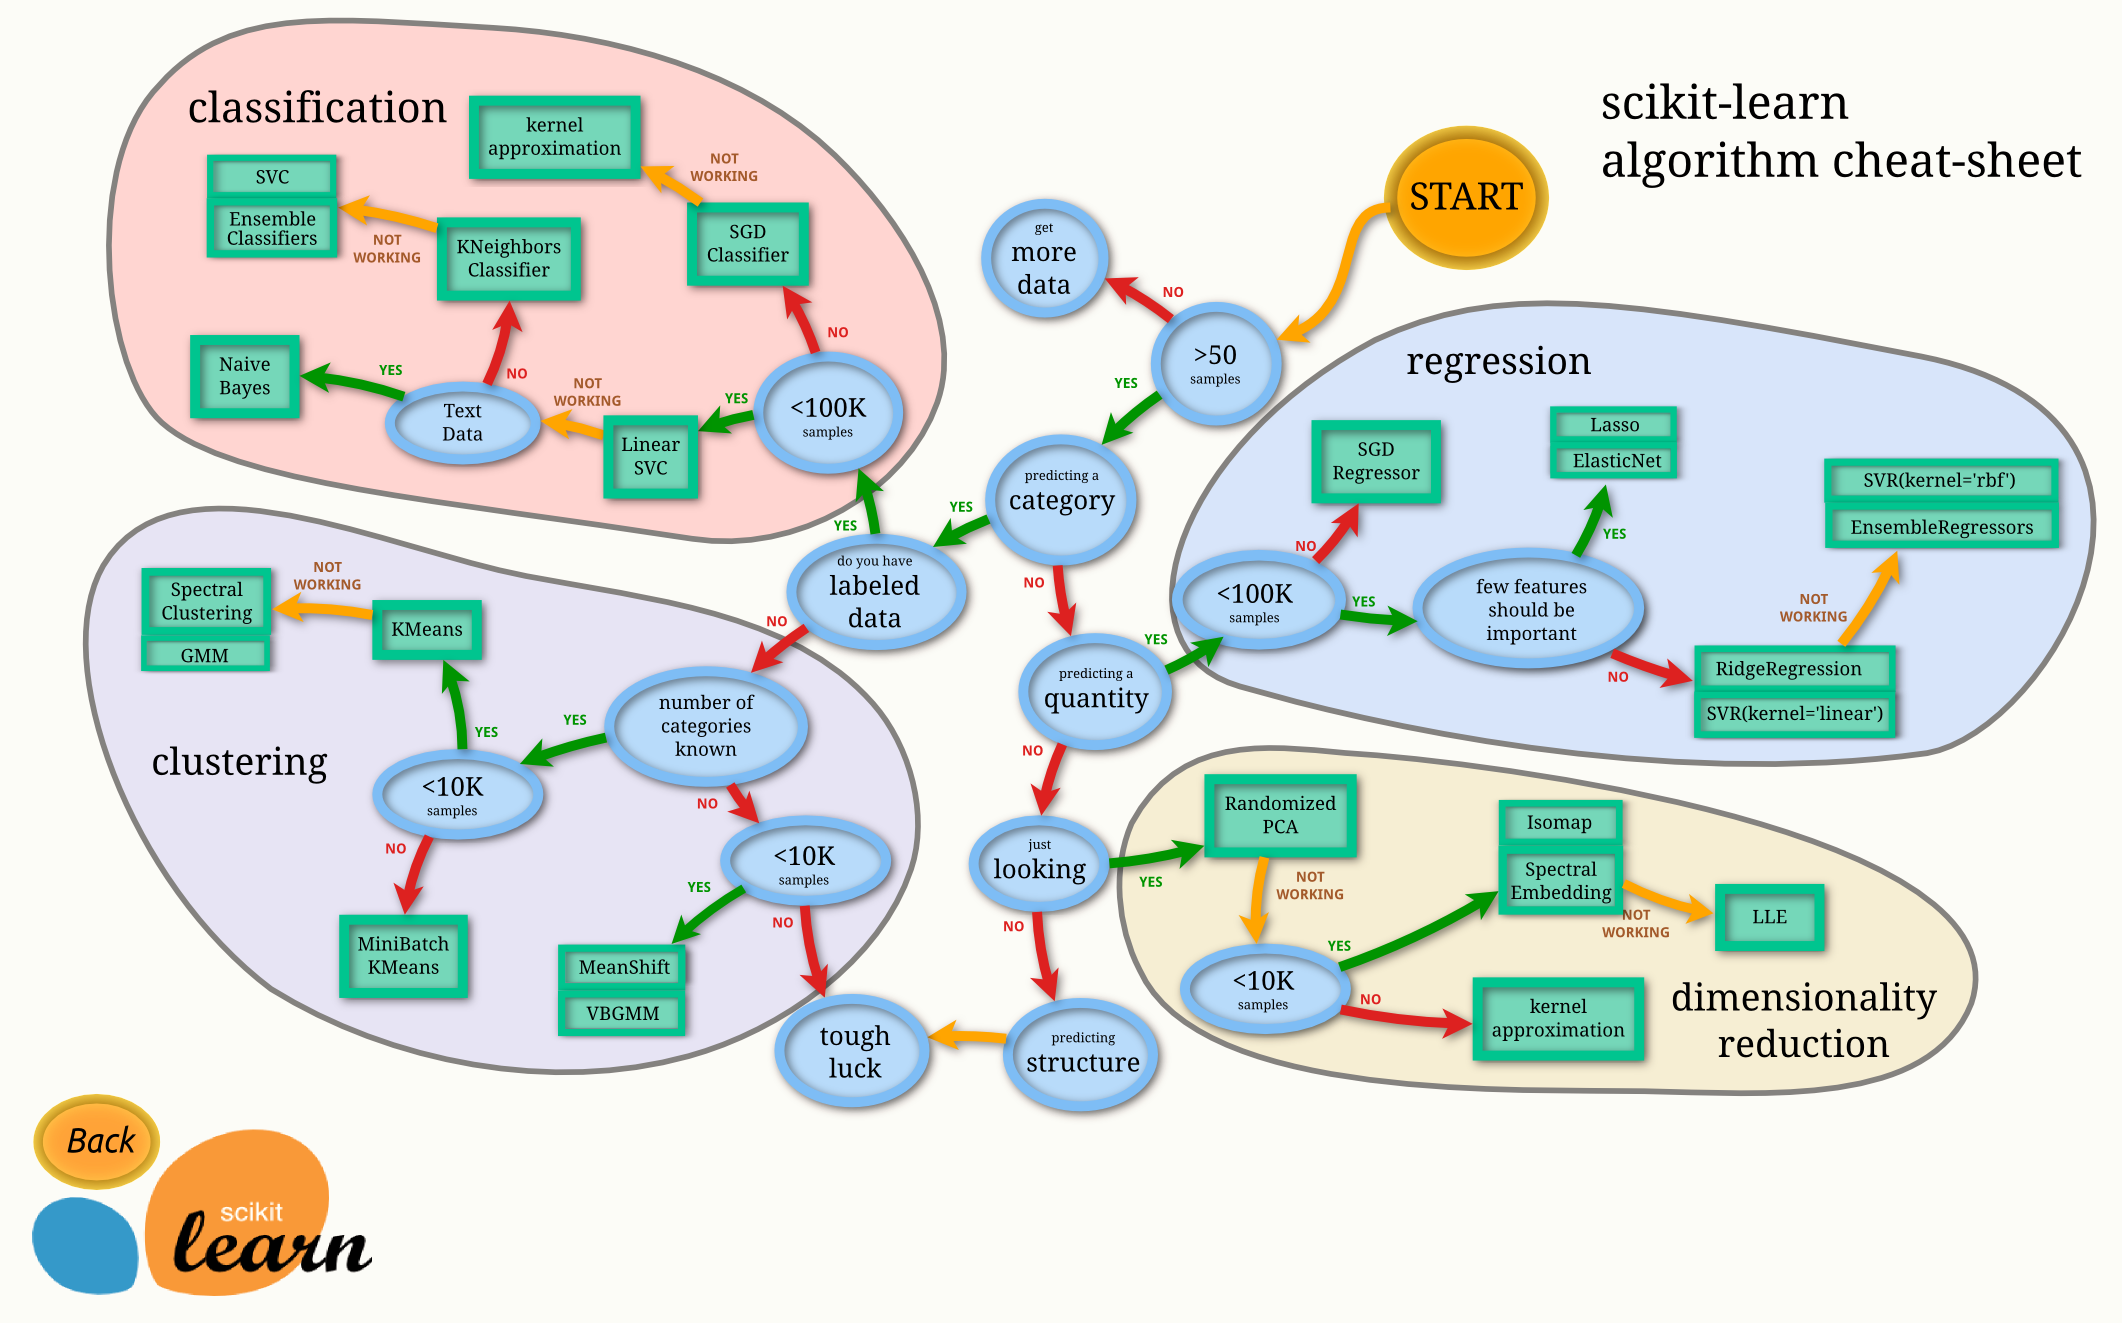 scikit-learn
algorithm cheat-sheet
START
>50
samples
NO
get
more
data
YES
predicting a
category
YES
do you have
labeled
data
YES
NO
NO
predicting a
quantity
YES
NO
just
looking
YES
NO
predicting
structure
tough
luck
classification
<100K
samples
YES
NO
Linear
SVC
NOT
WORKING
Text
Data
YES
Naive
Bayes
NO
KNeighbors
Classifier
NOT
WORKING
SVC
Ensemble
Classifiers
SGD
Classifier
NOT
WORKING
kernel
approximation
clustering
number of
categories
known
YES
NO
<10K
samples
YES
KMeans
NOT
WORKING
Spectral
Clustering
GMM
NO
MiniBatch
KMeans
<10K
samples
YES
MeanShift
VBGMM
NO
regression
<100K
samples
NO
SGD
Regressor
YES
few features
should be
important
YES
Lasso
ElasticNet
NO
RidgeRegression
SVR(kernel='linear')
NOT
WORKING
SVR(kernel='rbf')
EnsembleRegressors
dimensionality
reduction
Randomized
PCA
NOT
WORKING
<10K
samples
YES
Isomap
Spectral
Embedding
NOT
WORKING
LLE
NO
kernel
approximation
Back
scikit
learn